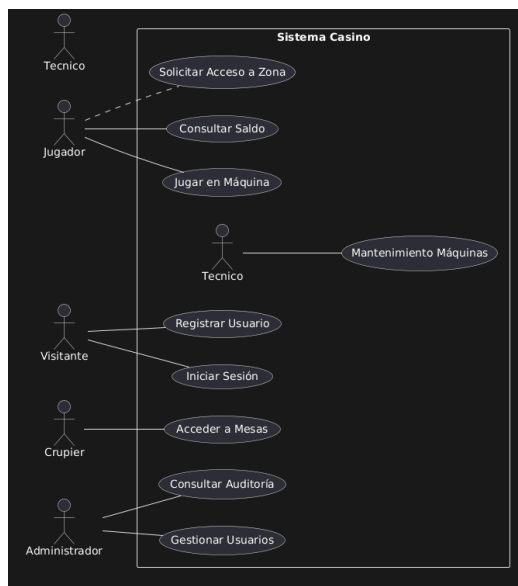 Sistema Casino
Tecnico
Solicitar Acceso a Zona
Jugador
Consultar Saldo
Jugar en Máquina
Tecnico
Mantenimiento Máquinas
Visitante
Registrar Usuario
Iniciar Sesión
Crupier
Acceder a Mesas
Consultar Auditoría
Administrador
Gestionar Usuarios